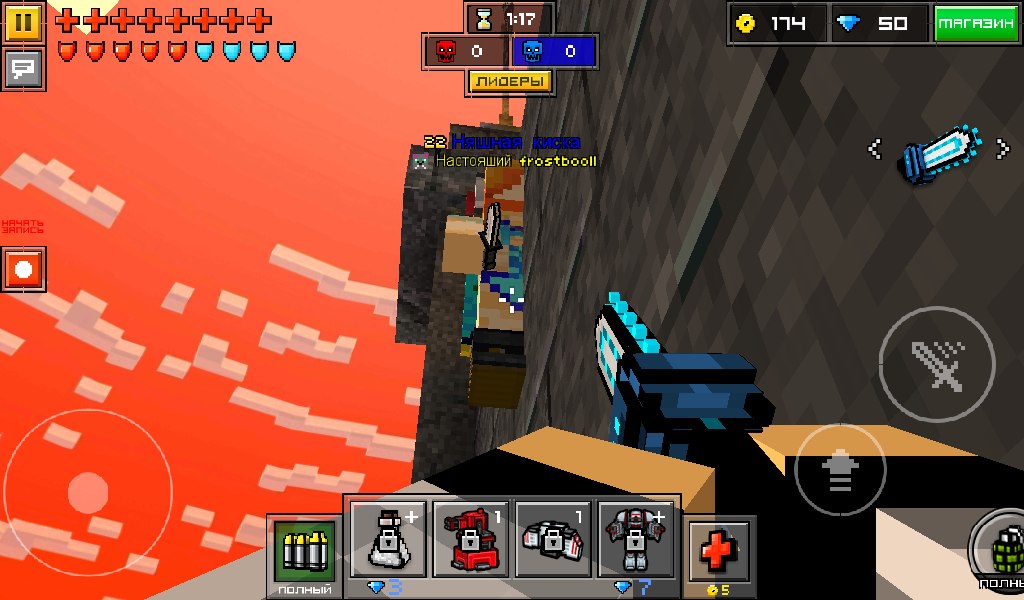 1:17
174
50
МАГАЗИН
0
0
ЛИДЕРЫ
22 Няшная киска
Настоящий frostbooll
НАЧАТЬ
ЗАПИСЬ
+
1
1
+
ПОЛНЫЙ
3
7
5
ПОЛНЫ